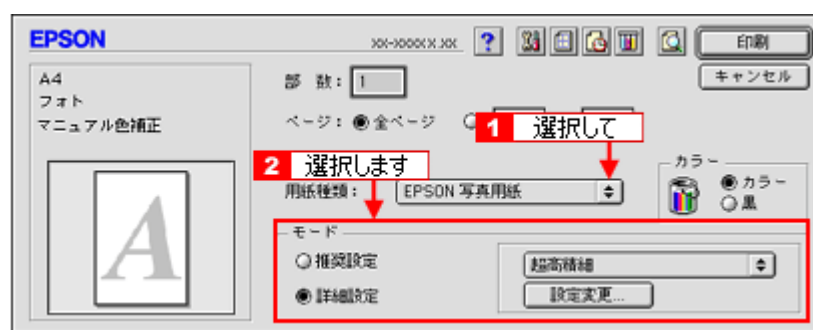 EPSON
XX-XXXXX X.XX
?
印刷
キャンセル
A4
フォト
マニュアル色補正
部 数： 1
ページ： 全ページ
1 選択して
2 選択します
用紙種類： EPSON 写真用紙
カラー
カラー
黒
モード
推奨設定
超高精細
詳細設定
設定変更...
A